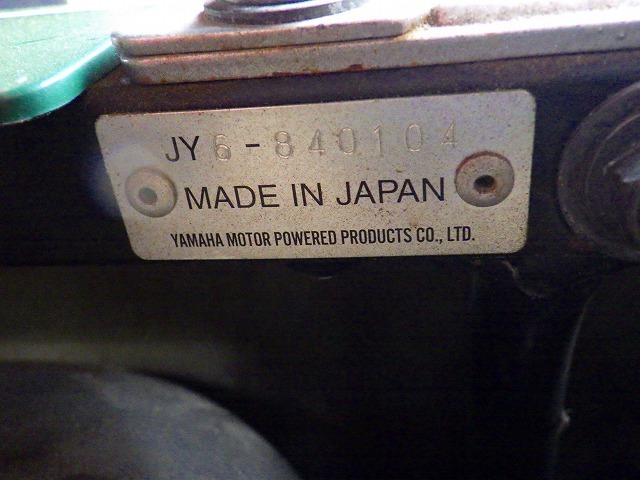 JY6-840104
MADE IN JAPAN
YAMAHA MOTOR POWERED PRODUCTS CO., LTD.